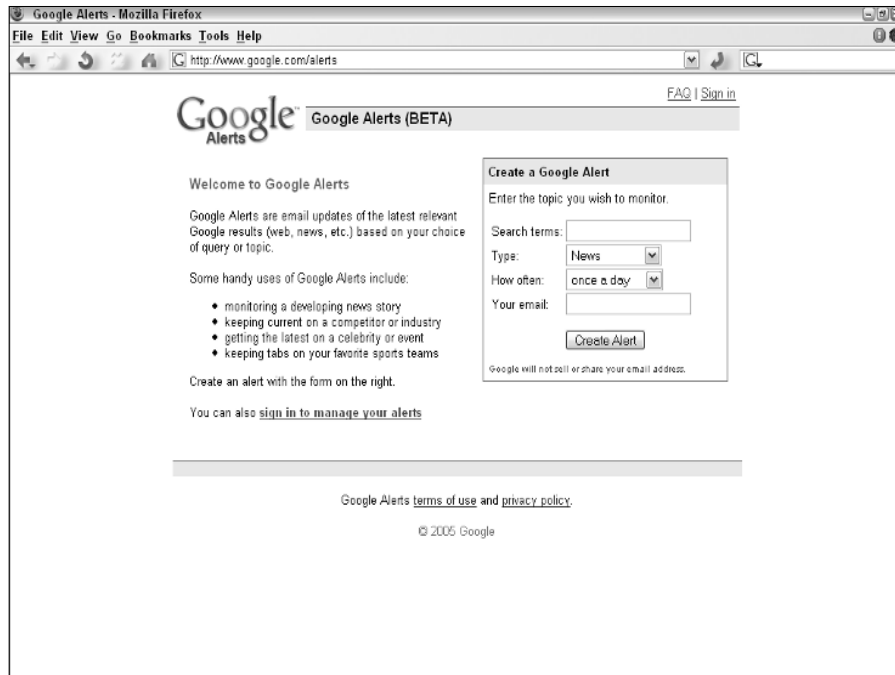 Google Alerts - Mozilla Firefox
File Edit View Go Bookmarks Tools Help
http://www.google.com/alerts
FAQ | Sign in
Google™
Alerts
Google Alerts (BETA)
Welcome to Google Alerts
Google Alerts are email updates of the latest relevant
Google results (web, news, etc.) based on your choice
of query or topic.
Some handy uses of Google Alerts include:
• monitoring a developing news story
• keeping current on a competitor or industry
• getting the latest on a celebrity or event
• keeping tabs on your favorite sports teams
Create an alert with the form on the right.
You can also sign in to manage your alerts
Create a Google Alert
Enter the topic you wish to monitor.
Search terms:
Type: News
How often: once a day
Your email:
Create Alert
Google will not sell or share your email address.
Google Alerts terms of use and privacy policy.
© 2005 Google